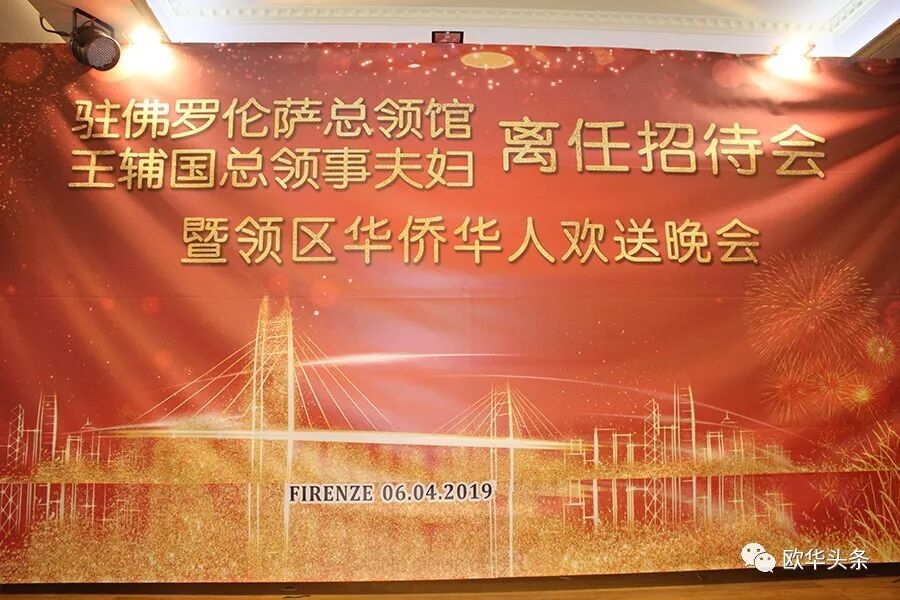 驻佛罗伦萨总领馆
王辅国总领事夫妇
离任招待会
暨领区华侨华人欢送晚会
FIRENZE 06.04.2019
欧华头条